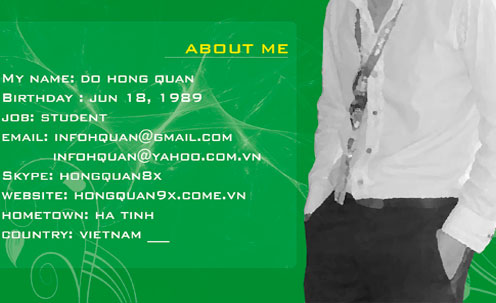 ABOUT ME
My name: Do Hong Quan
Birthday : Jun 18, 1989
Job: Student
Email: infohquan@gmail.com
infohquan@yahoo.com.vn
Skype: hongquan8x
Website: hongquan9x.come.vn
Hometown: Ha Tinh
Country: Vietnam __